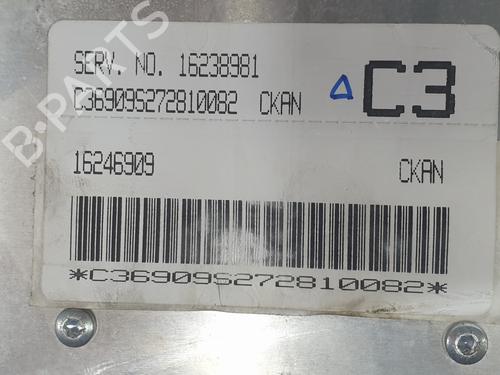 SERV. NO. 16238981
C36909S272810082 CKAN
C3
16246909 CKAN
*C36909S272810082*
B-PARTS